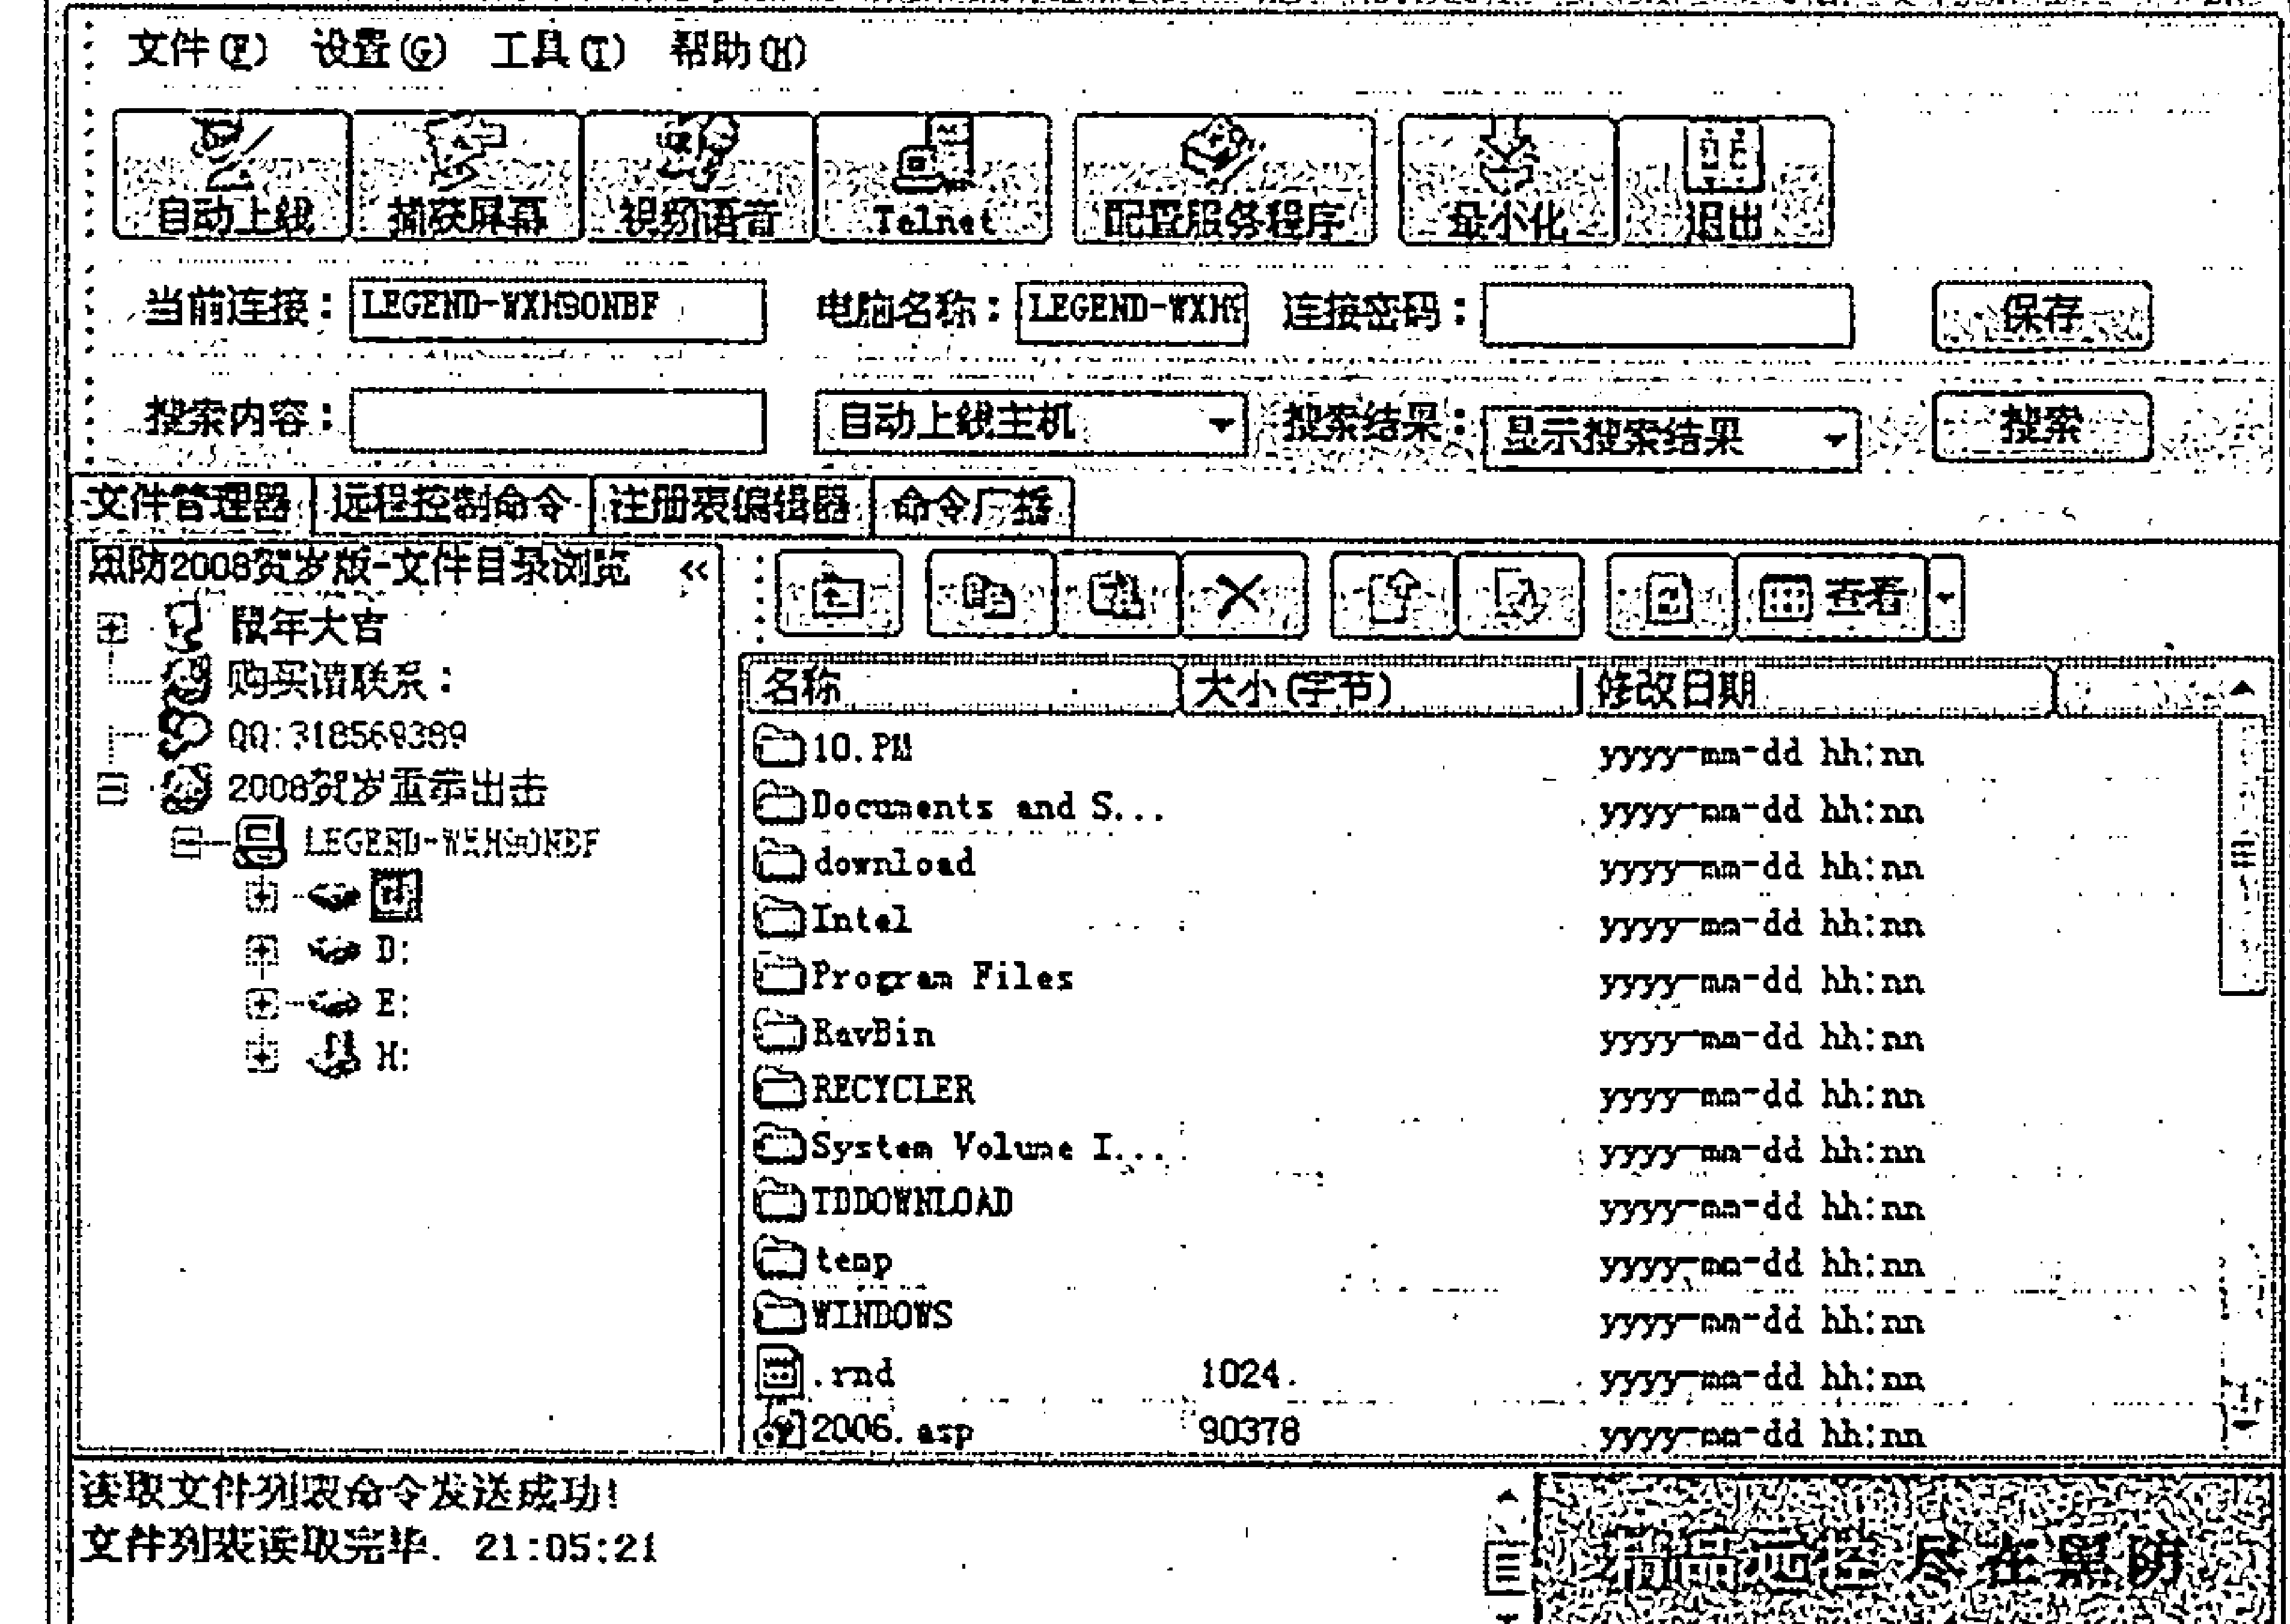 文件(F) 设置(G) 工具(T) 帮助(H)
自动上线 捕获屏幕 视频语音 Telnet 配置服务程序 最小化 退出
当前连接: LEGEND-WXH90NBF 电脑名称: LEGEND-WXH9 连接密码: 保存
搜索内容: 自动上线主机 搜索结果: 显示搜索结果 搜索
文件管理器 远程控制命令 注册表编辑器 命令广播
黑防2008贺岁版-文件目录浏览 «
鼠年大吉
购买请联系:
QQ:318569389
2008贺岁重拳出击
LEGEND-WXH90NBF
D:
E:
H:
查看
名称 大小(字节) 修改日期
10.PM yyyy-mm-dd hh:nn
Documents and S... yyyy-mm-dd hh:nn
download yyyy-mm-dd hh:nn
Intel yyyy-mm-dd hh:nn
Program Files yyyy-mm-dd hh:nn
RavBin yyyy-mm-dd hh:nn
RECYCLER yyyy-mm-dd hh:nn
System Volume I... yyyy-mm-dd hh:nn
TDDOWNLOAD yyyy-mm-dd hh:nn
temp yyyy-mm-dd hh:nn
WINDOWS yyyy-mm-dd hh:nn
.rnd 1024 yyyy-mm-dd hh:nn
2006.asp 90378 yyyy-mm-dd hh:nn
读取文件列表命令发送成功!
文件列表读取完毕. 21:05:21
精品远控 尽在黑防